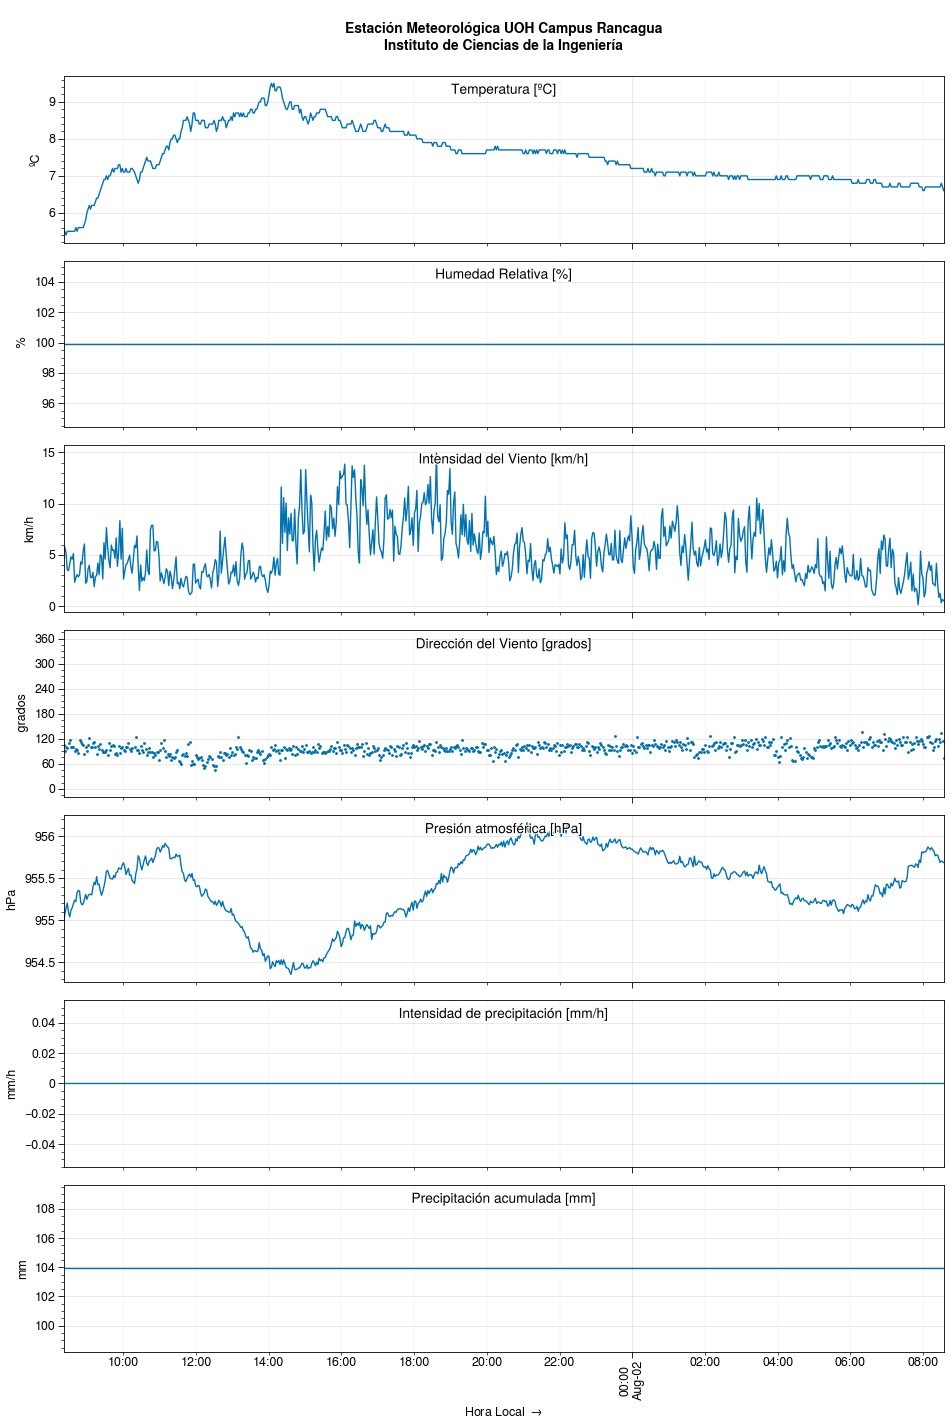 Estación Meteorológica UOH Campus Rancagua
Instituto de Ciencias de la Ingeniería
Temperatura [ºC]
9
8
7
6
ºC
Humedad Relativa [%]
104
102
100
98
96
%
Intensidad del Viento [km/h]
15
10
5
0
km/h
Dirección del Viento [grados]
360
300
240
180
120
60
0
grados
Presión atmosférica [hPa]
956
955.5
955
954.5
hPa
Intensidad de precipitación [mm/h]
0.04
0.02
0
−0.02
−0.04
mm/h
Precipitación acumulada [mm]
108
106
104
102
100
mm
10:00 12:00 14:00 16:00 18:00 20:00 22:00 00:00 02:00 04:00 06:00 08:00
Aug-02
Hora Local →